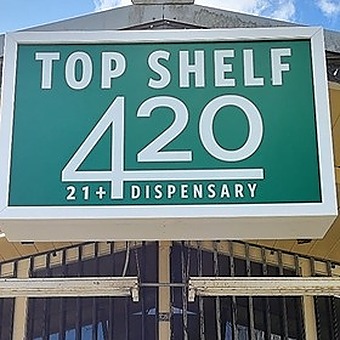 TOP SHELF
420
21+ DISPENSARY